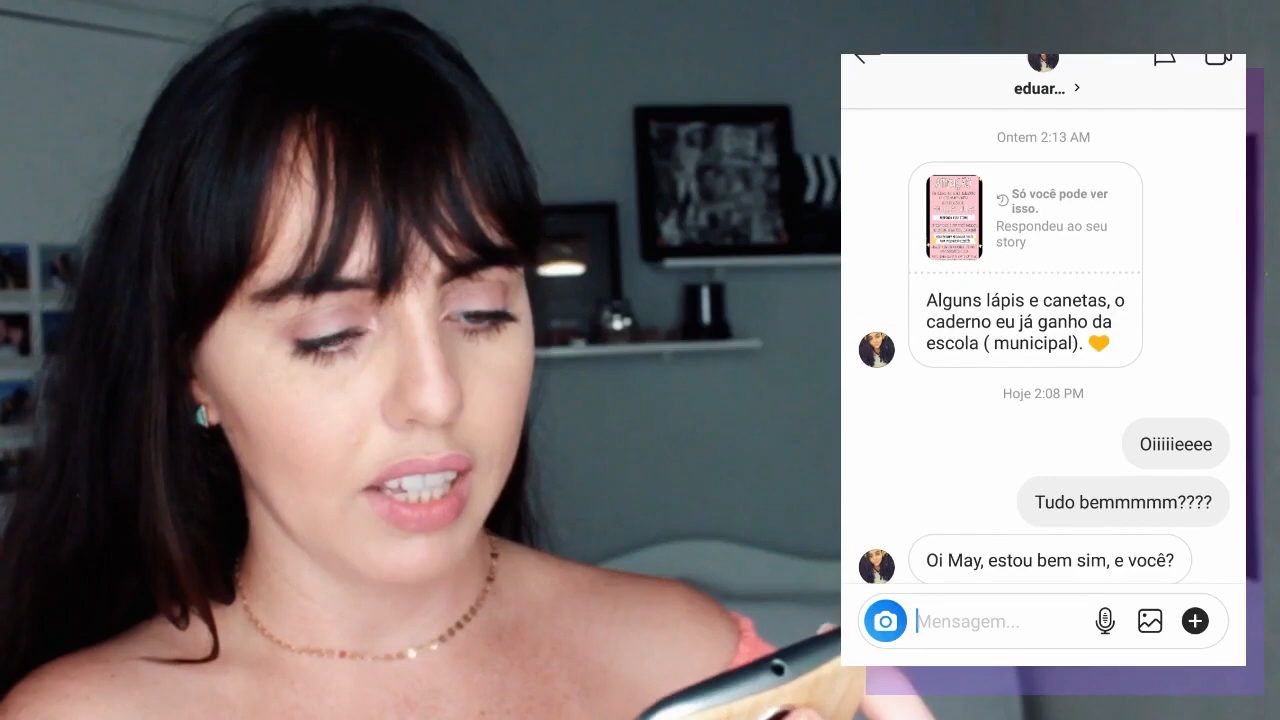 eduar...
Ontem 2:13 AM
Só você pode ver
isso.
Respondeu ao seu
story
Alguns lápis e canetas, o
caderno eu já ganho da
escola ( municipal). 🧡
Hoje 2:08 PM
Oiiiiieeee
Tudo bemmmmm????
Oi May, estou bem sim, e você?
Mensagem...